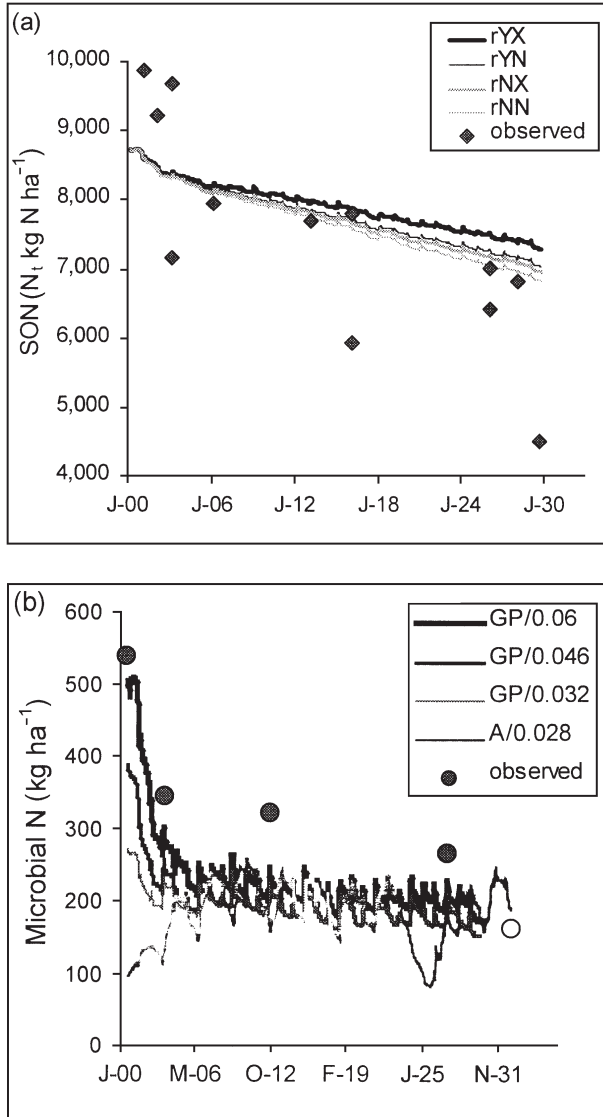 (a)
rYX
rYN
rNX
rNN
observed
10,000
9,000
8,000
7,000
6,000
5,000
4,000
SON (Nt kg N ha−1)
J-00 J-06 J-12 J-18 J-24 J-30
(b)
GP/0.06
GP/0.046
GP/0.032
A/0.028
observed
600
500
400
300
200
100
0
Microbial N (kg ha−1)
J-00 M-06 O-12 F-19 J-25 N-31